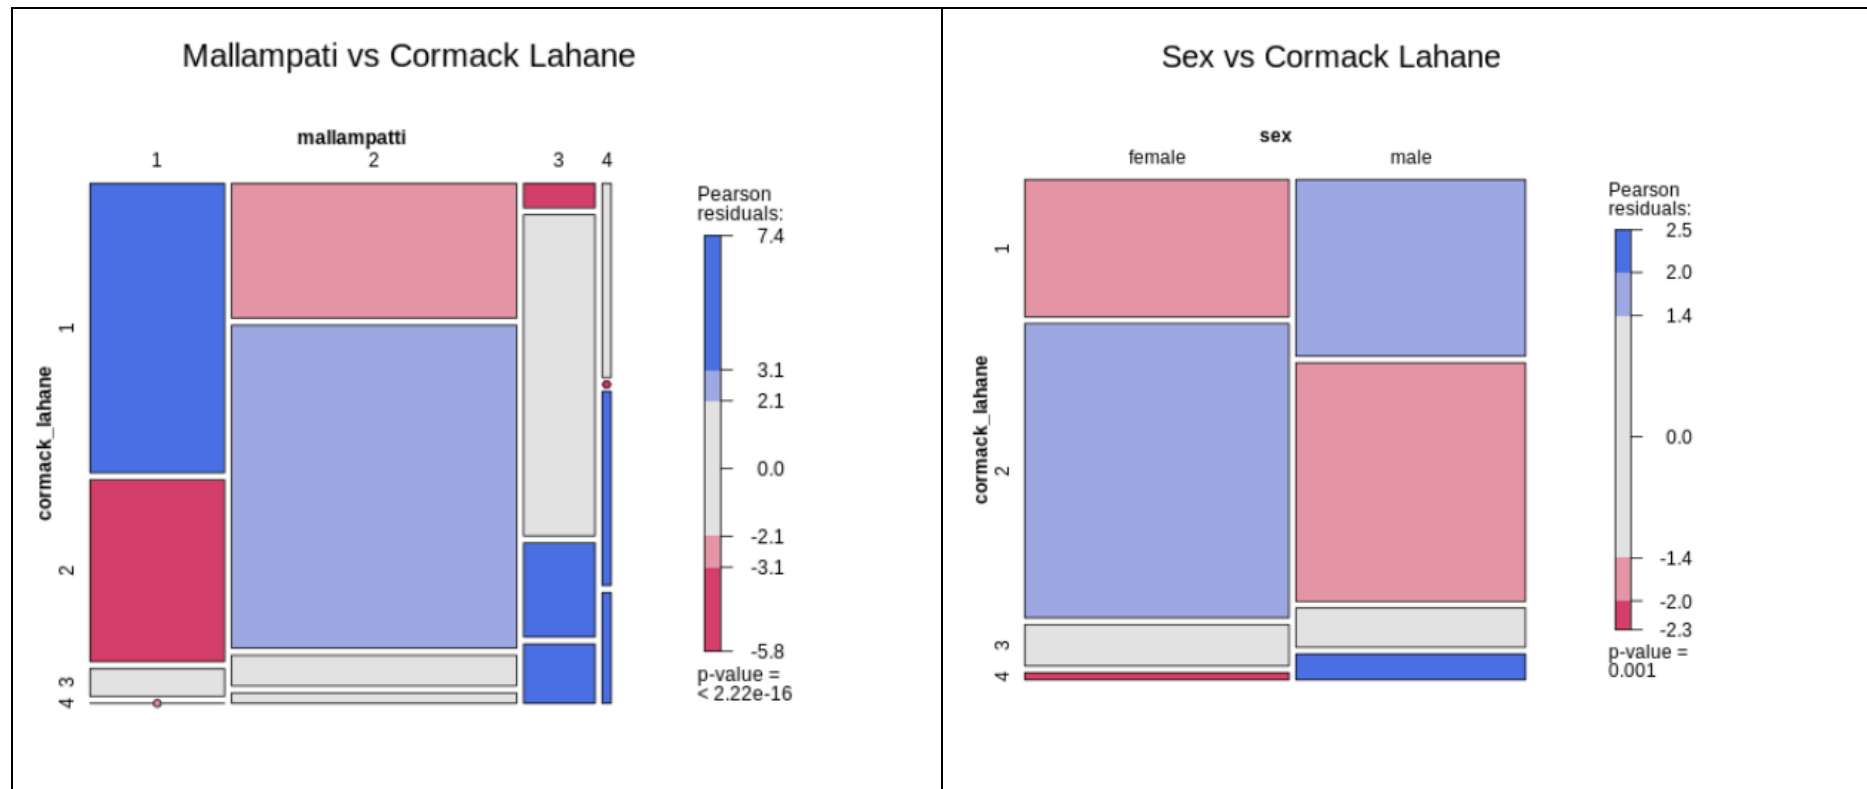 Mallampati vs Cormack Lahane
mallampatti
1 2 3 4
cormack_lahane
1
2
3
4
Pearson
residuals:
7.4
3.1
2.1
0.0
-2.1
-3.1
-5.8
p-value =
< 2.22e-16
Sex vs Cormack Lahane
sex
female male
cormack_lahane
1
2
3
4
Pearson
residuals:
2.5
2.0
1.4
0.0
-1.4
-2.0
-2.3
p-value =
0.001